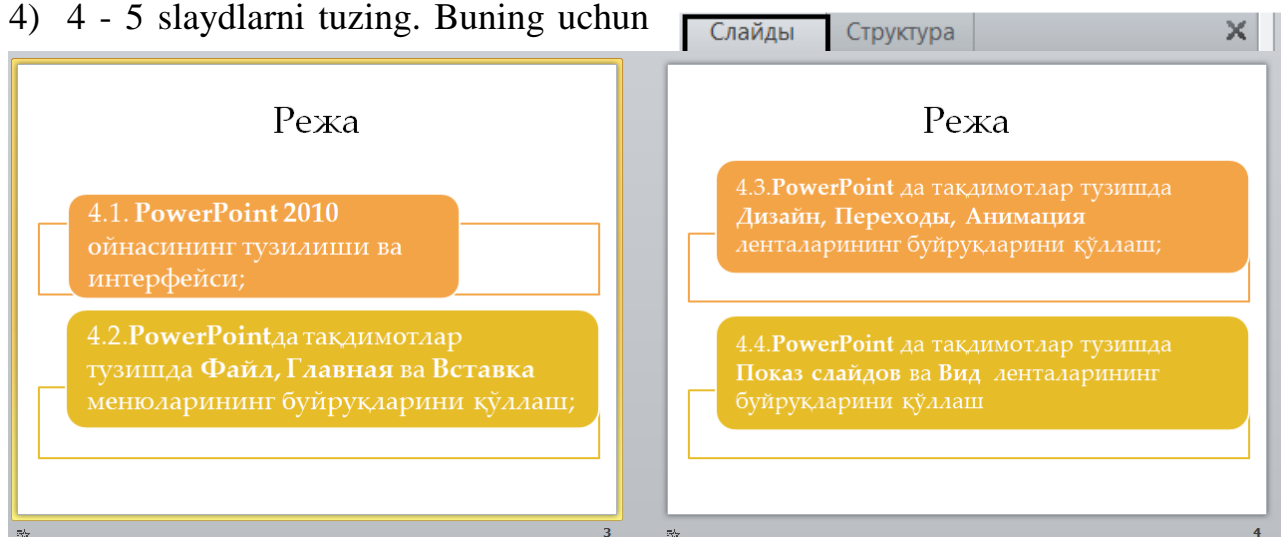 4) 4 - 5 slaydlarni tuzing. Buning uchun
Слайды Структура
Режа
4.1. PowerPoint 2010
ойнасининг тузилиши ва
интерфейси;
4.2.PowerPointда тақдимотлар
тузишда Файл, Главная ва Вставка
менюларининг буйруқларини қўллаш;
3
Режа
4.3.PowerPoint да тақдимотлар тузишда
Дизайн, Переходы, Анимация
ленталарининг буйруқларини қўллаш;
4.4.PowerPoint да тақдимотлар тузишда
Показ слайдов ва Вид ленталарининг
буйруқларини қўллаш
4